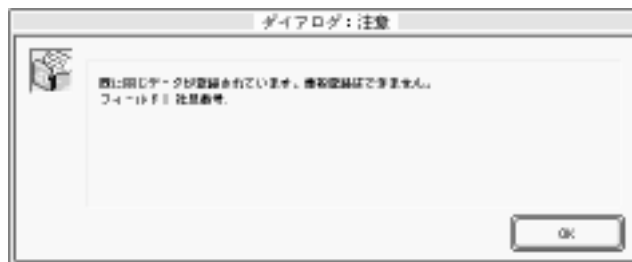 ダイアログ：注意
既に同じデータが登録されています。重複登録はできません。
フィールド： 社員番号.
OK